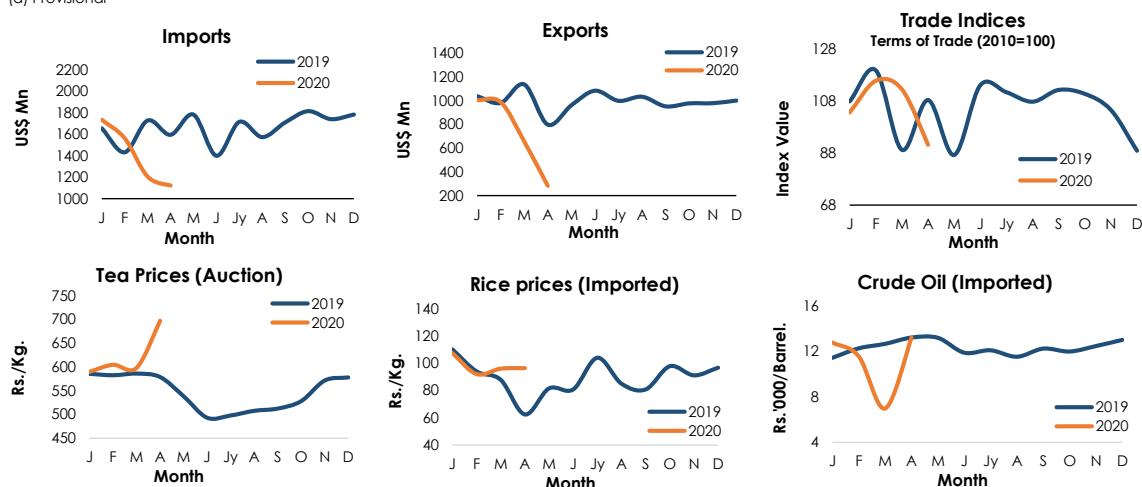 (a) Provisional
Imports
US$ Mn
2200
2000
1800
1600
1400
1200
1000
2019
2020
J F M A M J Jy A S O N D
Month
Exports
US$ Mn
1400
1200
1000
800
600
400
200
2019
2020
J F M A M J Jy A S O N D
Month
Trade Indices
Terms of Trade (2010=100)
Index Value
128
108
88
68
2019
2020
J F M A M J Jy A S O N D
Month
Tea Prices (Auction)
Rs./Kg.
750
700
650
600
550
500
450
2019
2020
J F M A M J Jy A S O N D
Month
Rice prices (Imported)
Rs./Kg.
140
120
100
80
60
40
2019
2020
J F M A M J Jy A S O N D
Month
Crude Oil (Imported)
Rs.'000/Barrel.
16
12
8
4
2019
2020
J F M A M J Jy A S O N D
Month